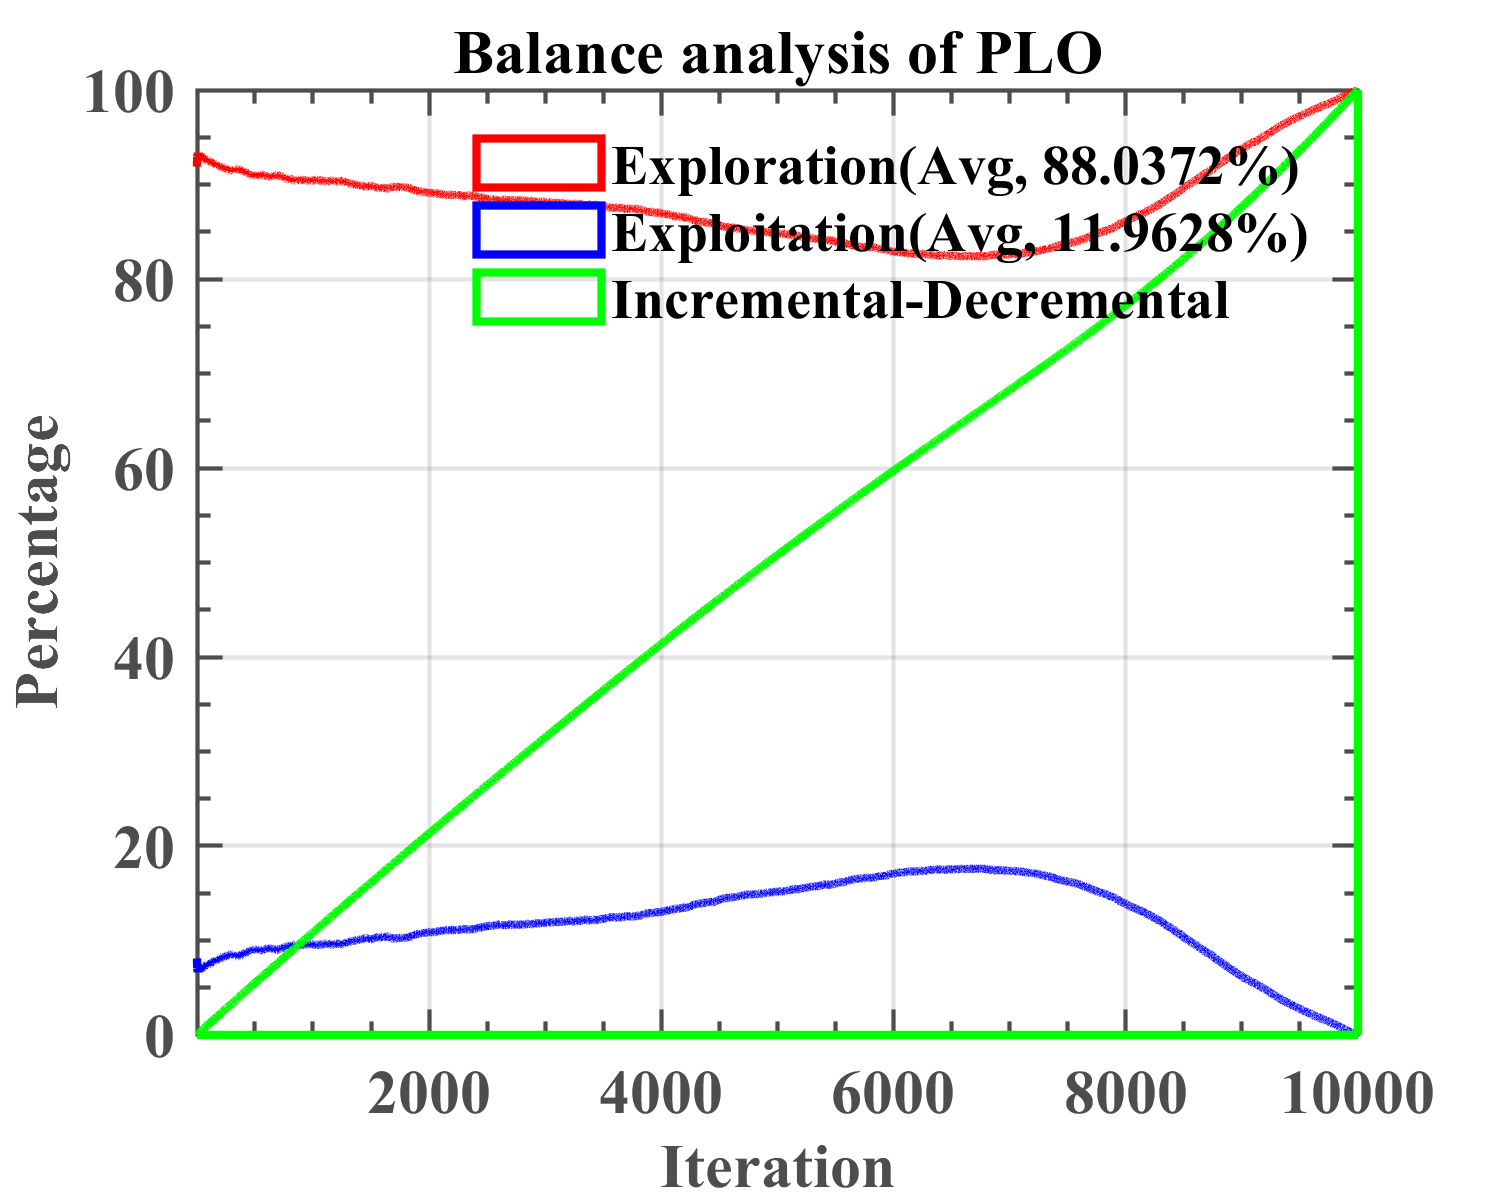 Balance analysis of PLO
100
80
60
40
20
0
Percentage
Exploration(Avg, 88.0372%)
Exploitation(Avg, 11.9628%)
Incremental-Decremental
2000 4000 6000 8000 10000
Iteration